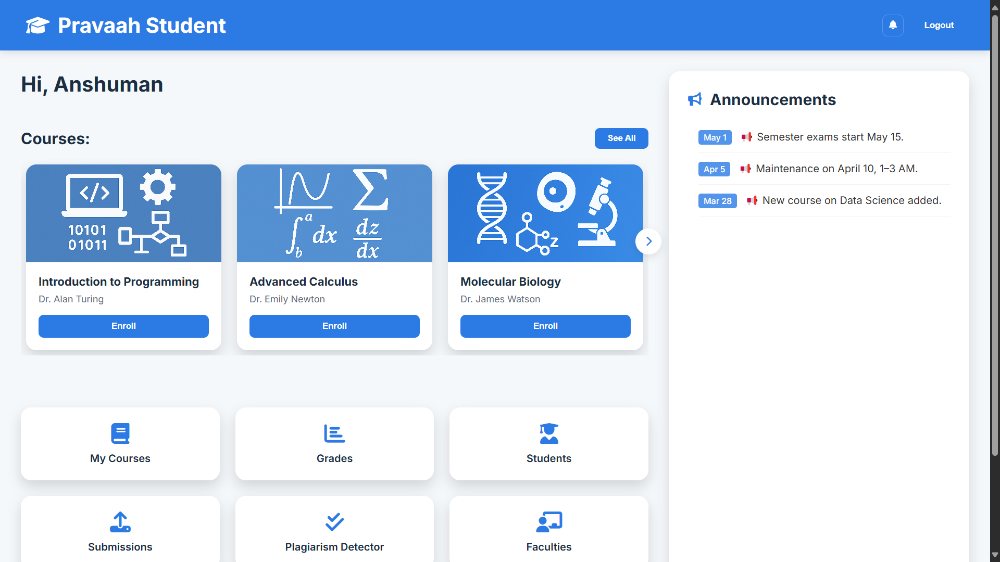 Pravaah Student
Logout
Hi, Anshuman
Courses:
See All
</>
10101
01011
a
∫ dx
b
Σ
dz
dx
Z
Introduction to Programming
Dr. Alan Turing
Enroll
Advanced Calculus
Dr. Emily Newton
Enroll
Molecular Biology
Dr. James Watson
Enroll
My Courses
Grades
Students
Submissions
Plagiarism Detector
Faculties
Announcements
May 1 Semester exams start May 15.
Apr 5 Maintenance on April 10, 1–3 AM.
Mar 28 New course on Data Science added.